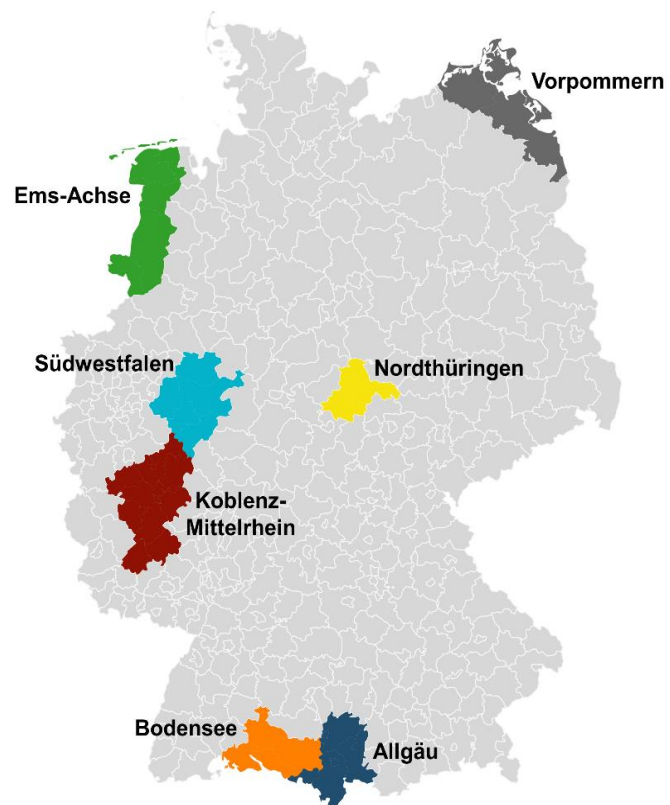 Vorpommern
Ems-Achse
Südwestfalen
Nordthüringen
Koblenz-
Mittelrhein
Bodensee
Allgäu